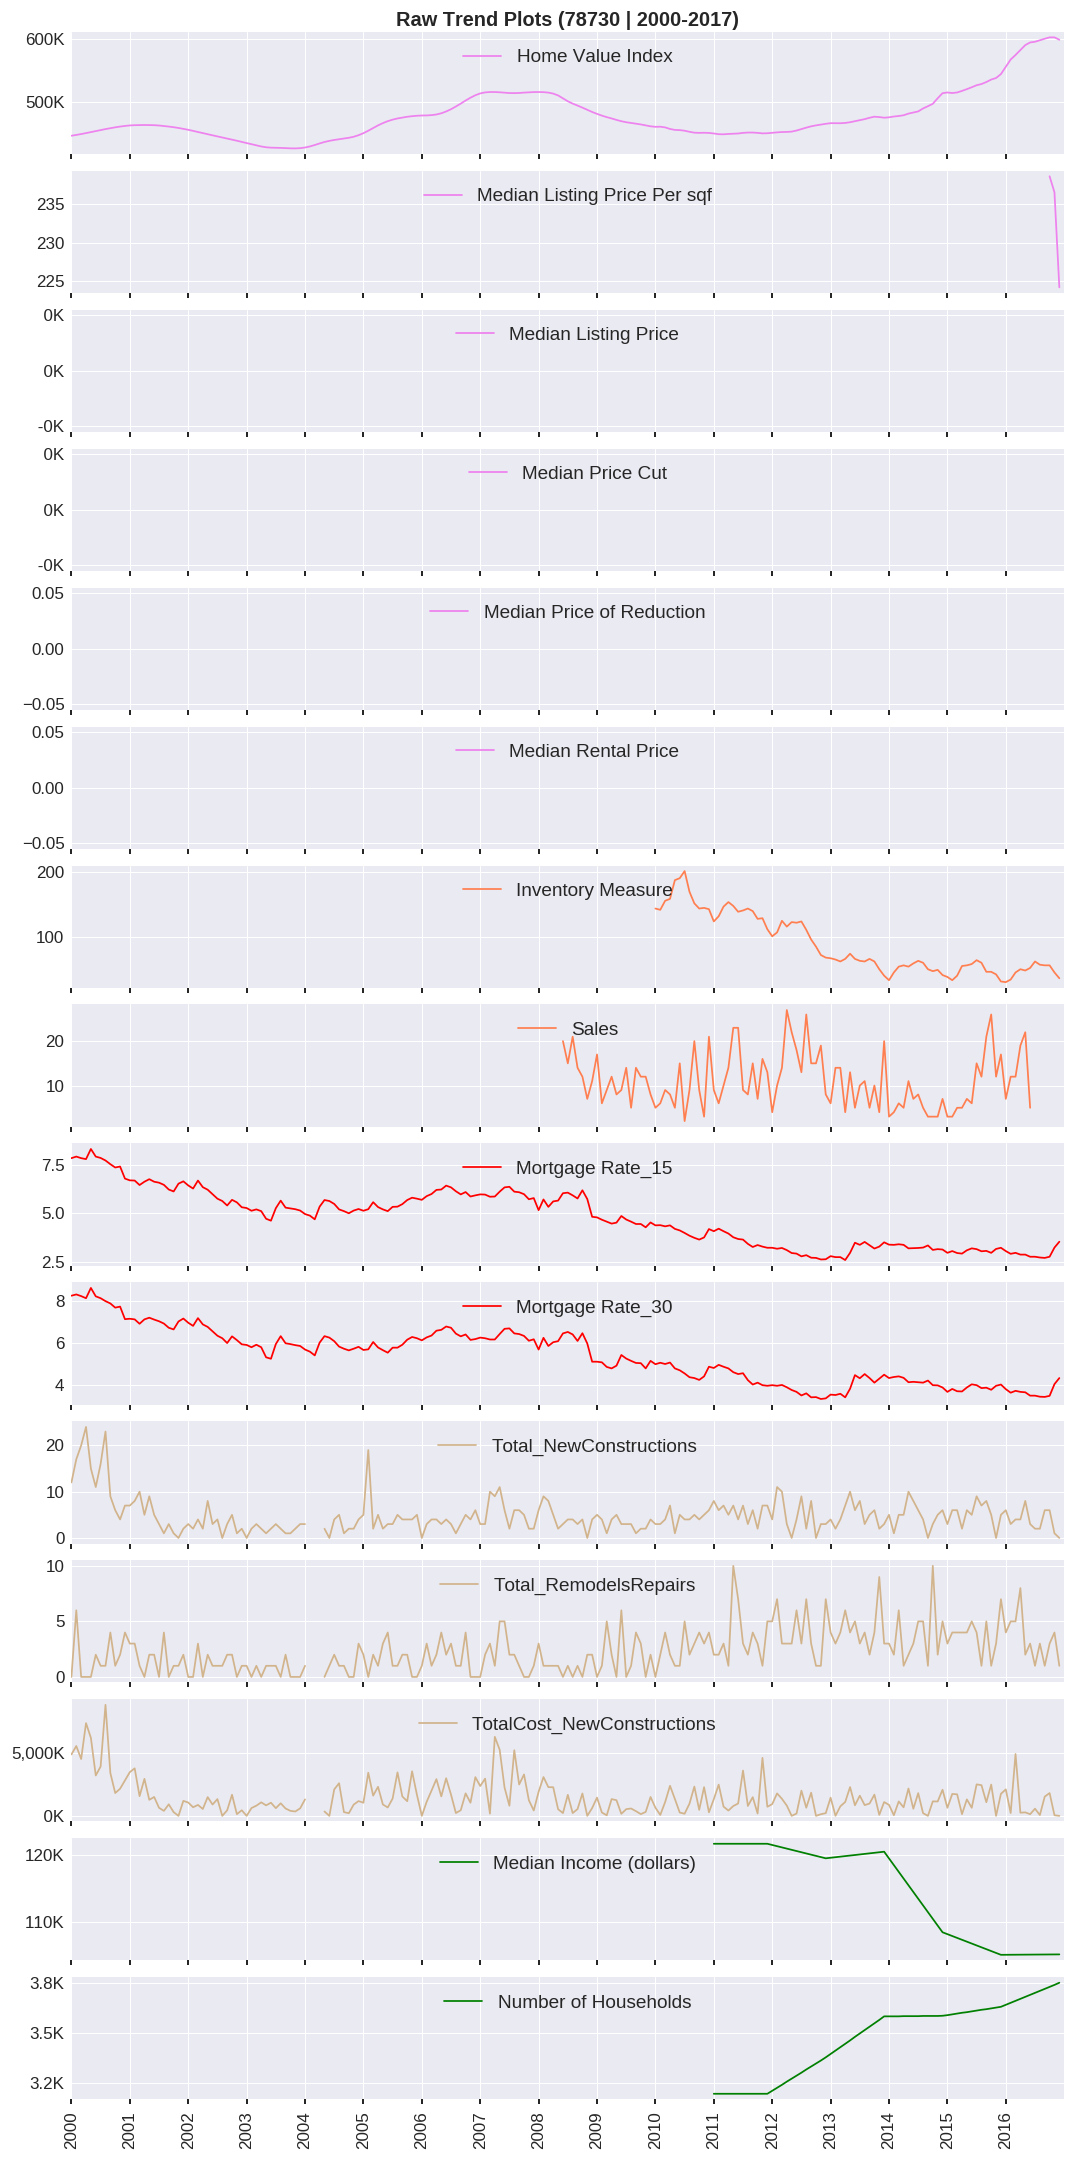 Raw Trend Plots (78730 | 2000-2017)
600K
Home Value Index
500K
Median Listing Price Per sqf
235
230
225
0K
Median Listing Price
0K
-0K
0K
Median Price Cut
0K
-0K
0.05
Median Price of Reduction
0.00
−0.05
0.05
Median Rental Price
0.00
−0.05
200
Inventory Measure
100
Sales
20
10
7.5
Mortgage Rate_15
5.0
2.5
8
Mortgage Rate_30
6
4
20
Total_NewConstructions
10
0
10
Total_RemodelsRepairs
5
0
TotalCost_NewConstructions
5,000K
0K
120K
Median Income (dollars)
110K
3.8K
Number of Households
3.5K
3.2K
2000 2001 2002 2003 2004 2005 2006 2007 2008 2009 2010 2011 2012 2013 2014 2015 2016